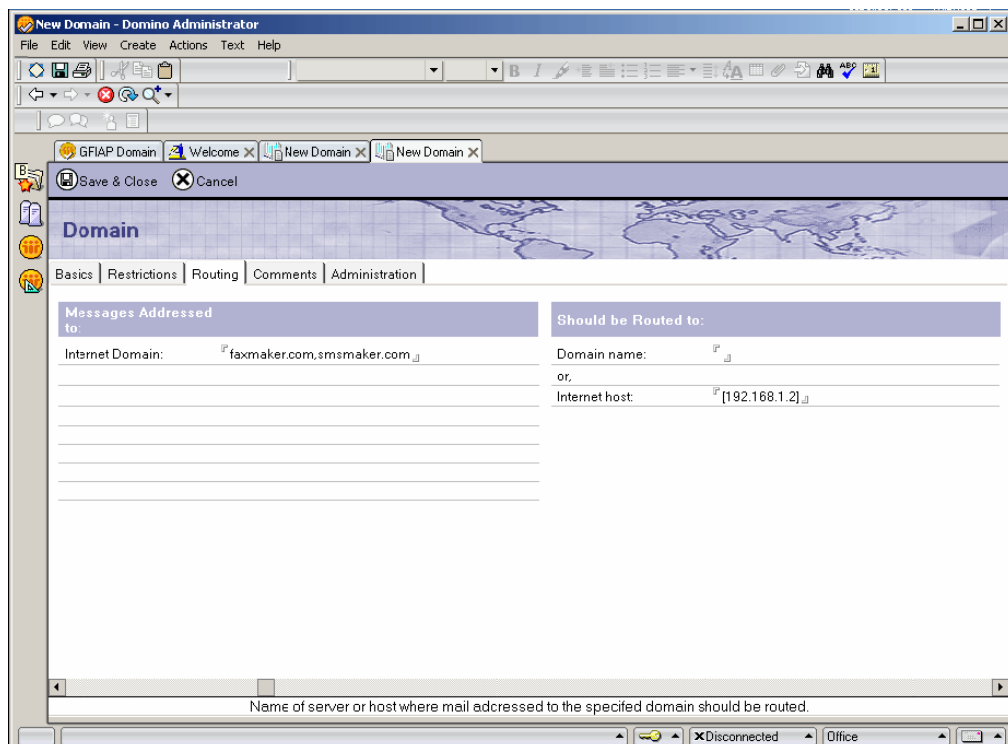 New Domain - Domino Administrator
File Edit View Create Actions Text Help
B I
GFIAP Domain Welcome New Domain New Domain
Save & Close Cancel
Domain
Basics Restrictions Routing Comments Administration
Messages Addressed
to:
Should be Routed to:
Internet Domain: faxmaker.com,smsmaker.com
Domain name:
or,
Internet host: [192.168.1.2]
Name of server or host where mail addressed to the specifed domain should be routed.
Disconnected Office